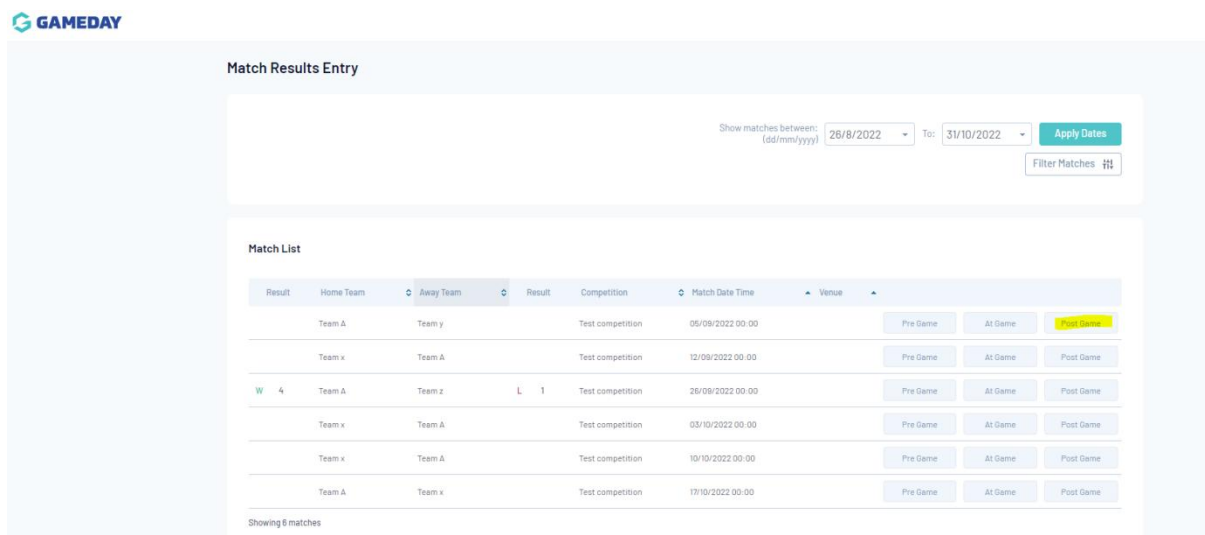 GAMEDAY
Match Results Entry
Show matches between: 26/8/2022 To: 31/10/2022 Apply Dates
(dd/mm/yyyy)
Filter Matches
Match List
Result Home Team Away Team Result Competition Match Date Time Venue
Team A Team y Test competition 05/09/2022 00:00 Pre Game At Game Post Game
Team x Team A Test competition 12/09/2022 00:00 Pre Game At Game Post Game
W 4 Team A Team z L 1 Test competition 26/09/2022 00:00 Pre Game At Game Post Game
Team x Team A Test competition 03/10/2022 00:00 Pre Game At Game Post Game
Team x Team A Test competition 10/10/2022 00:00 Pre Game At Game Post Game
Team A Team x Test competition 17/10/2022 00:00 Pre Game At Game Post Game
Showing 6 matches